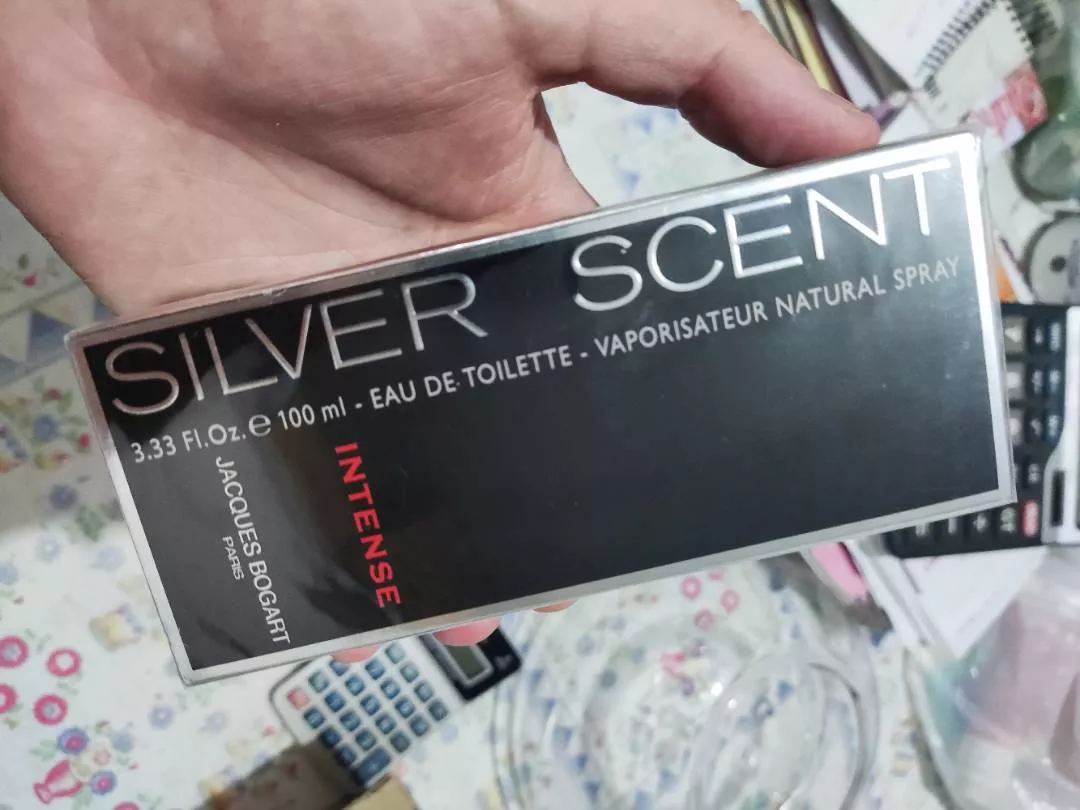 SILVER SCENT
3.33 Fl.Oz. e 100 ml - EAU DE TOILETTE - VAPORISATEUR NATURAL SPRAY
INTENSE
JACQUES BOGART
PARIS